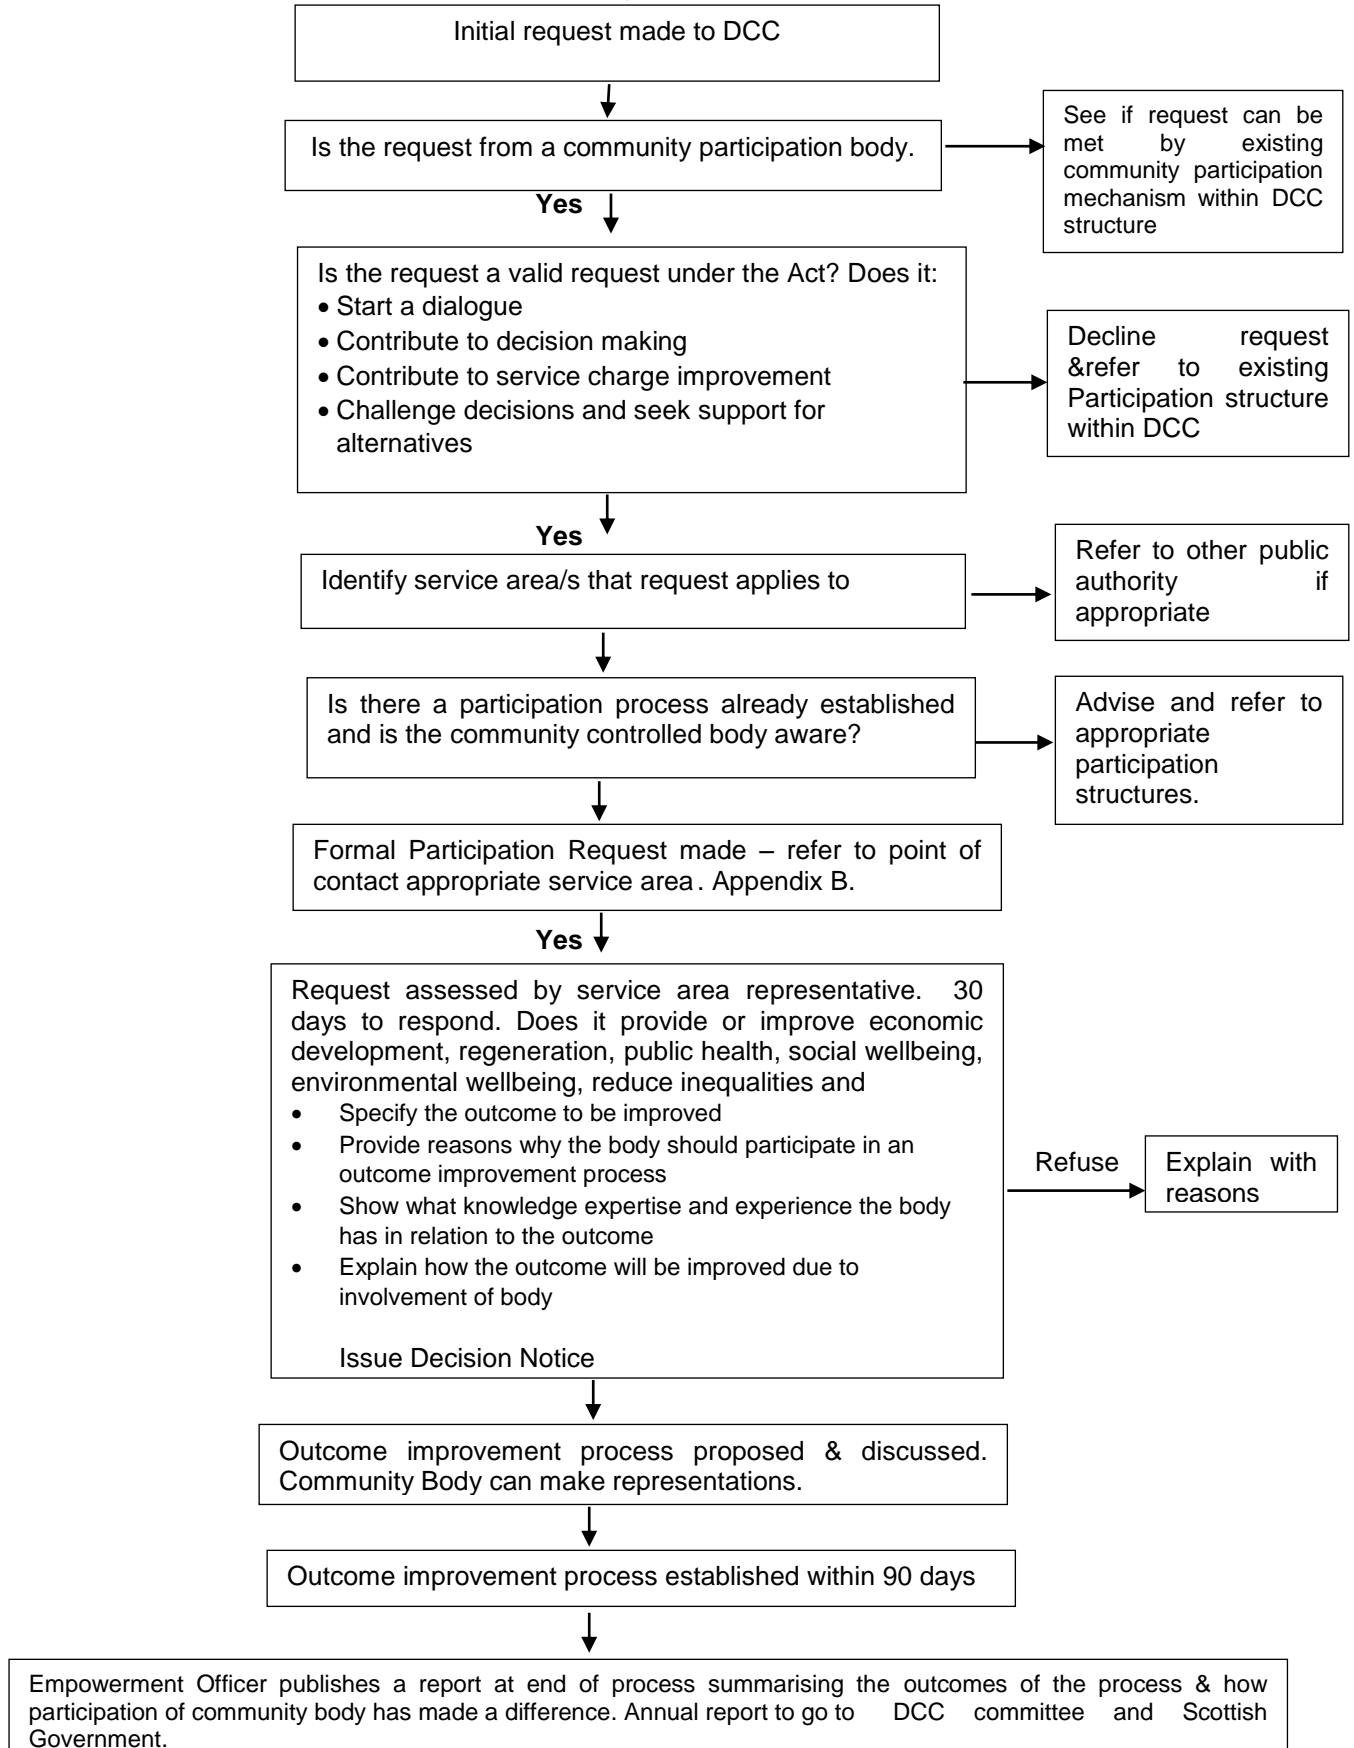 Initial request made to DCC
Is the request from a community participation body.
See if request can be
met by existing
community participation
mechanism within DCC
structure
Yes
Is the request a valid request under the Act? Does it:
• Start a dialogue
• Contribute to decision making
• Contribute to service charge improvement
• Challenge decisions and seek support for
alternatives
Decline request
&refer to existing
Participation structure
within DCC
Yes
Identify service area/s that request applies to
Refer to other public
authority if
appropriate
Is there a participation process already established
and is the community controlled body aware?
Advise and refer to
appropriate
participation
structures.
Formal Participation Request made – refer to point of
contact appropriate service area. Appendix B.
Yes
Request assessed by service area representative. 30
days to respond. Does it provide or improve economic
development, regeneration, public health, social wellbeing,
environmental wellbeing, reduce inequalities and
• Specify the outcome to be improved
• Provide reasons why the body should participate in an
outcome improvement process
• Show what knowledge expertise and experience the body
has in relation to the outcome
• Explain how the outcome will be improved due to
involvement of body
Issue Decision Notice
Refuse
Explain with
reasons
Outcome improvement process proposed & discussed.
Community Body can make representations.
Outcome improvement process established within 90 days
Empowerment Officer publishes a report at end of process summarising the outcomes of the process & how
participation of community body has made a difference. Annual report to go to DCC committee and Scottish
Government.